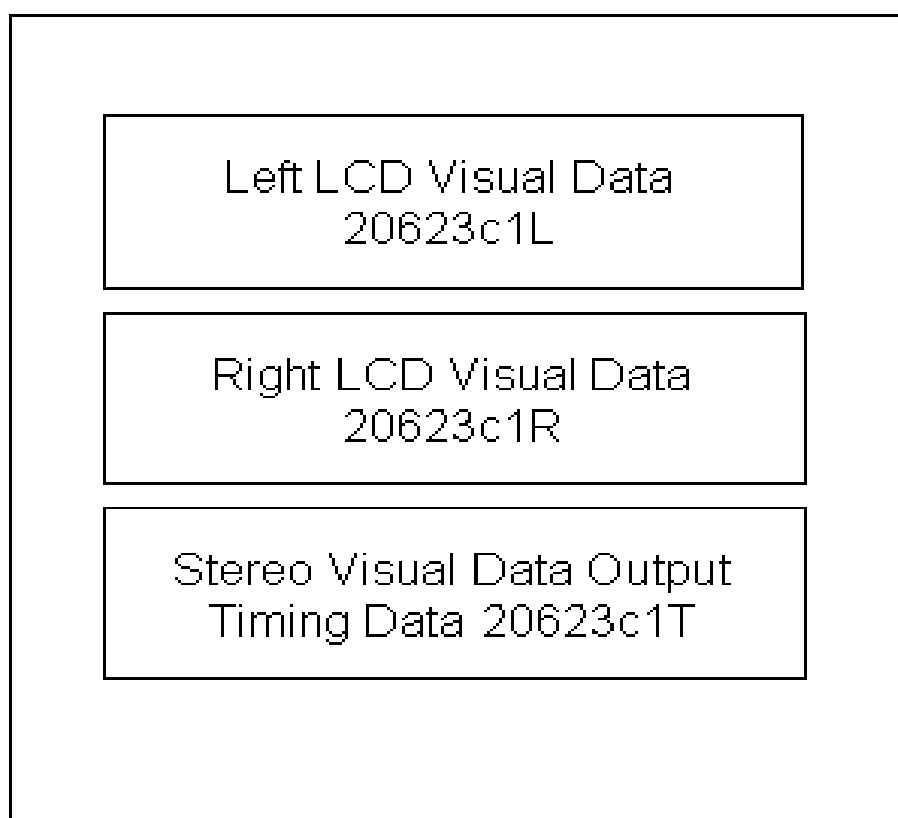 Left LCD Visual Data
20623c1L
Right LCD Visual Data
20623c1R
Stereo Visual Data Output
Timing Data 20623c1T